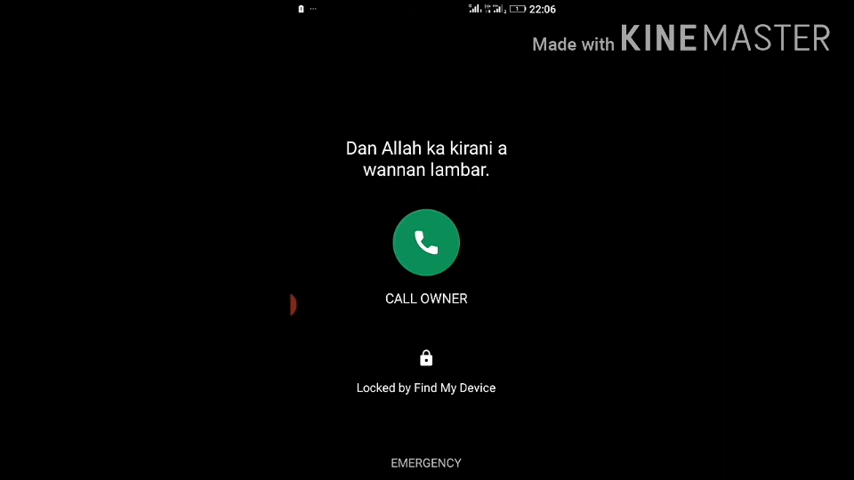 22:06
Made with KINEMASTER
Dan Allah ka kirani a
wannan lambar.
CALL OWNER
Locked by Find My Device
EMERGENCY